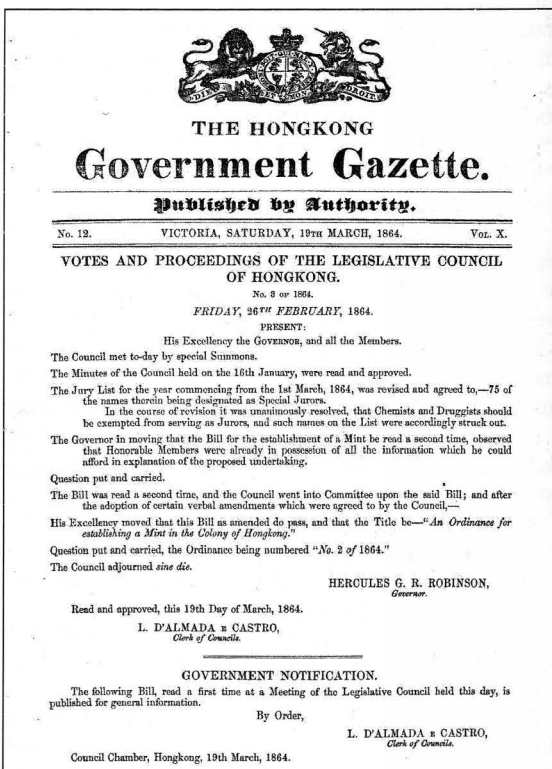 DIEU ET MON DROIT
THE HONGKONG
Government Gazette.
Published by Authority.
No. 12. VICTORIA, SATURDAY, 19TH MARCH, 1864. VOL. X.
VOTES AND PROCEEDINGS OF THE LEGISLATIVE COUNCIL
OF HONGKONG.
No. 3 OF 1864.
FRIDAY, 26TH FEBRUARY, 1864.
PRESENT:
His Excellency the GOVERNOR, and all the Members.
The Council met to-day by special Summons.
The Minutes of the Council held on the 16th January, were read and approved.
The Jury List for the year commencing from the 1st March, 1864, was revised and agreed to,—75 of
the names therein being designated as Special Jurors.
In the course of revision it was unanimously resolved, that Chemists and Druggists should
be exempted from serving as Jurors, and such names on the List were accordingly struck out.
The Governor in moving that the Bill for the establishment of a Mint be read a second time, observed
that Honorable Members were already in possession of all the information which he could
afford in explanation of the proposed undertaking.
Question put and carried.
The Bill was read a second time, and the Council went into Committee upon the said Bill; and after
the adoption of certain verbal amendments which were agreed to by the Council,—
His Excellency moved that this Bill as amended do pass, and that the Title be—"An Ordinance for
establishing a Mint in the Colony of Hongkong."
Question put and carried, the Ordinance being numbered "No. 2 of 1864."
The Council adjourned sine die.
HERCULES G. R. ROBINSON,
Governor.
Read and approved, this 19th Day of March, 1864.
L. D'ALMADA E CASTRO,
Clerk of Councils.
GOVERNMENT NOTIFICATION.
The following Bill, read a first time at a Meeting of the Legislative Council held this day, is
published for general information.
By Order,
L. D'ALMADA E CASTRO,
Clerk of Councils.
Council Chamber, Hongkong, 19th March, 1864.